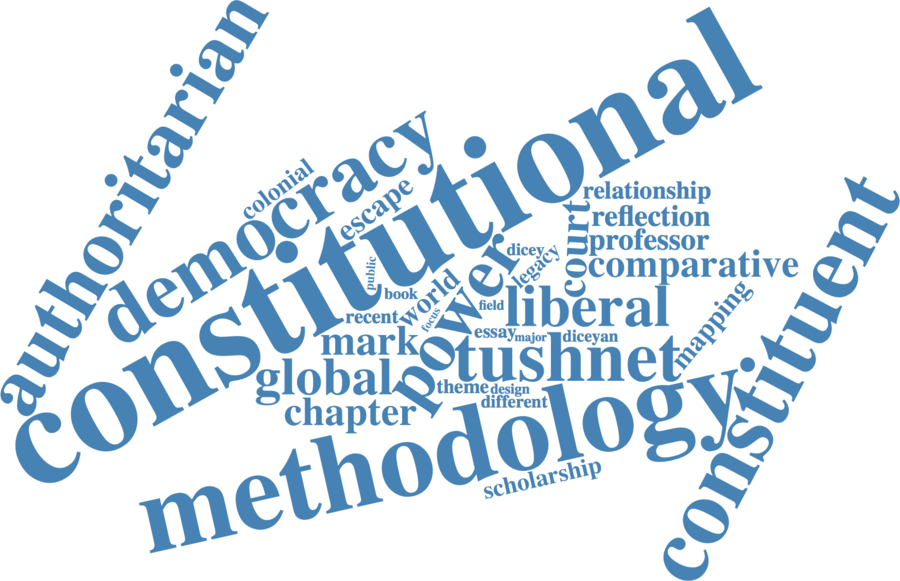 authoritarian
constitutional
democracy
colonial
escape
relationship
reflection
court
professor
comparative
constituent
dicey
legacy
public
book
world
power
field
liberal
mapping
recent
focus
essay
major
diceyan
mark
tushnet
global
theme
design
different
chapter
methodology
scholarship